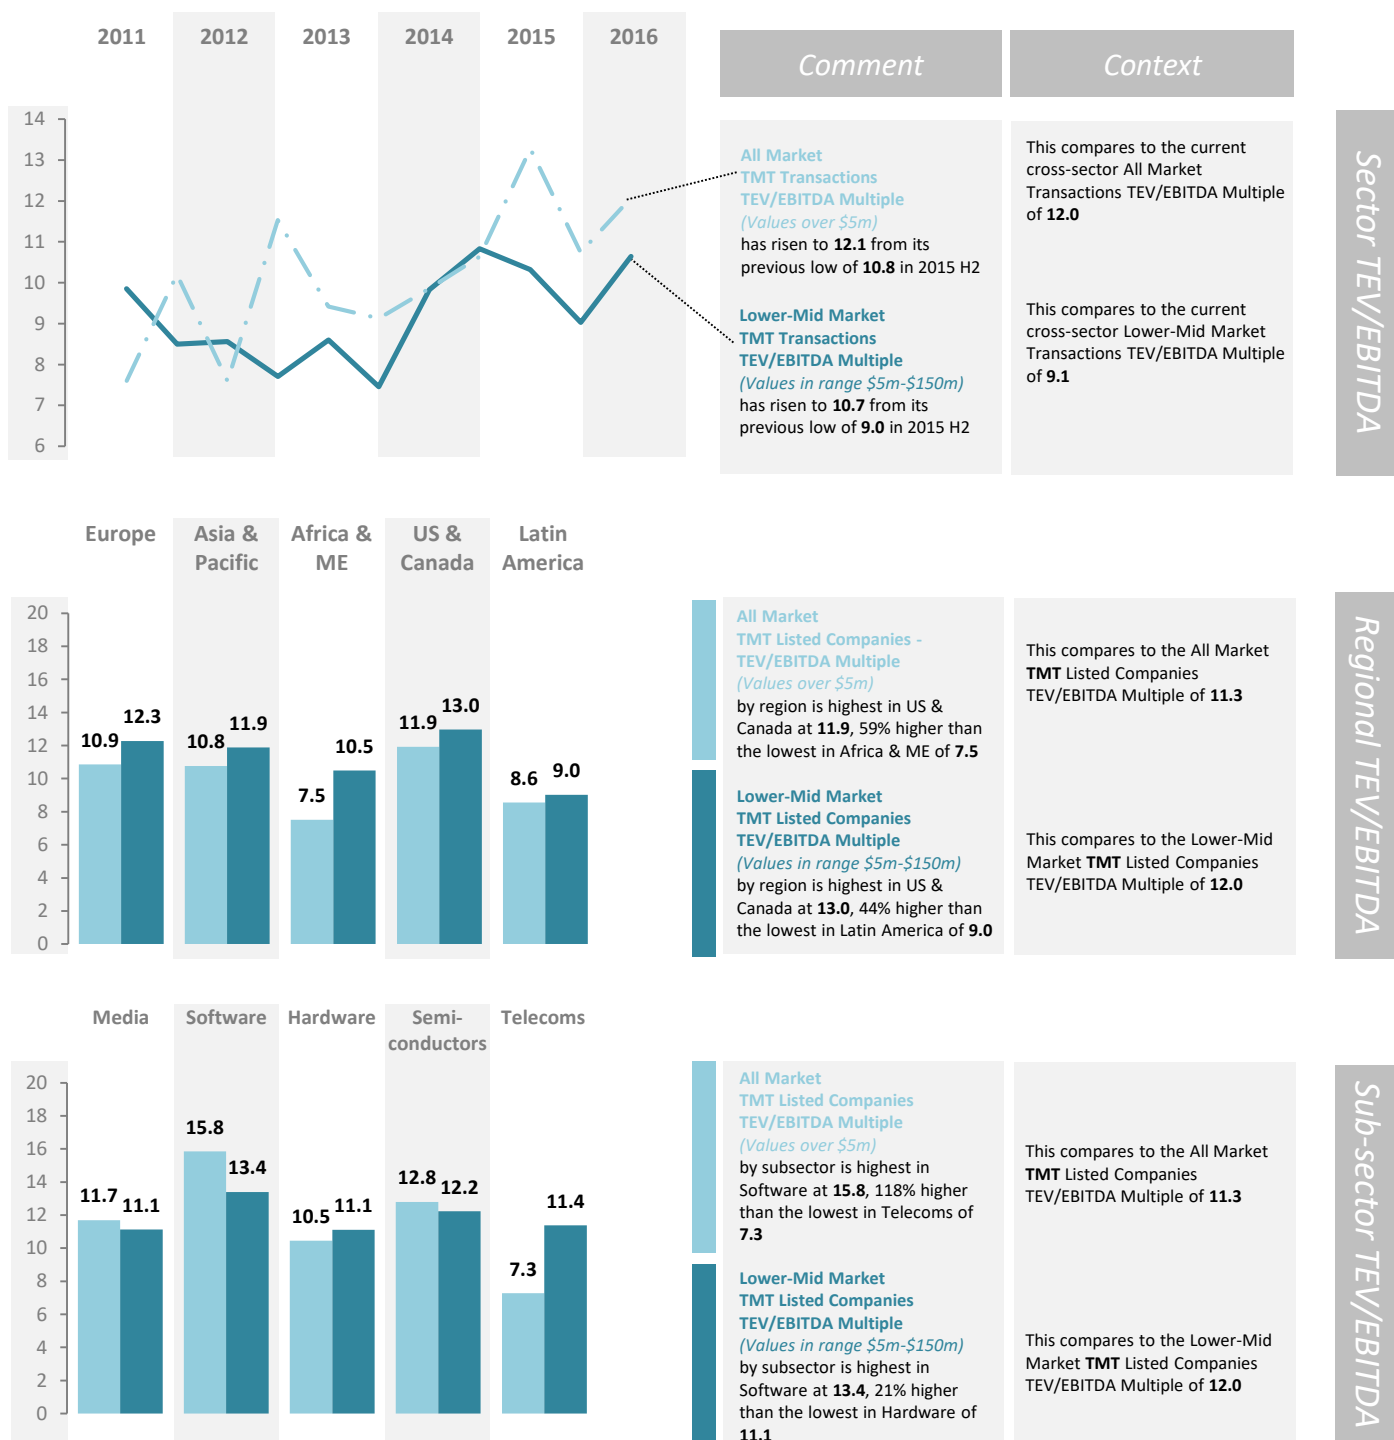 2011 2012 2013 2014 2015 2016
Comment Context
14
13
12
11
10
9
8
7
6
All Market
TMT Transactions
TEV/EBITDA Multiple
(Values over $5m)
has risen to 12.1 from its
previous low of 10.8 in 2015 H2
Lower-Mid Market
TMT Transactions
TEV/EBITDA Multiple
(Values in range $5m-$150m)
has risen to 10.7 from its
previous low of 9.0 in 2015 H2
This compares to the current
cross-sector All Market
Transactions TEV/EBITDA Multiple
of 12.0
This compares to the current
cross-sector Lower-Mid Market
Transactions TEV/EBITDA Multiple
of 9.1
Sector TEV/EBITDA
Europe Asia & Africa & US & Latin
Pacific ME Canada America
20
18
16
14
12
10
8
6
4
2
0
10.9 12.3 10.8 11.9 7.5 10.5 11.9 13.0 8.6 9.0
All Market
TMT Listed Companies -
TEV/EBITDA Multiple
(Values over $5m)
by region is highest in US &
Canada at 11.9, 59% higher than
the lowest in Africa & ME of 7.5
Lower-Mid Market
TMT Listed Companies
TEV/EBITDA Multiple
(Values in range $5m-$150m)
by region is highest in US &
Canada at 13.0, 44% higher than
the lowest in Latin America of 9.0
This compares to the All Market
TMT Listed Companies
TEV/EBITDA Multiple of 11.3
This compares to the Lower-Mid
Market TMT Listed Companies
TEV/EBITDA Multiple of 12.0
Regional TEV/EBITDA
Media Software Hardware Semi- Telecoms
conductors
20
18
16
14
12
10
8
6
4
2
0
11.7 11.1 15.8 13.4 10.5 11.1 12.8 12.2 7.3 11.4
All Market
TMT Listed Companies
TEV/EBITDA Multiple
(Values over $5m)
by subsector is highest in
Software at 15.8, 118% higher
than the lowest in Telecoms of
7.3
Lower-Mid Market
TMT Listed Companies
TEV/EBITDA Multiple
(Values in range $5m-$150m)
by subsector is highest in
Software at 13.4, 21% higher
than the lowest in Hardware of
11.1
This compares to the All Market
TMT Listed Companies
TEV/EBITDA Multiple of 11.3
This compares to the Lower-Mid
Market TMT Listed Companies
TEV/EBITDA Multiple of 12.0
Sub-sector TEV/EBITDA